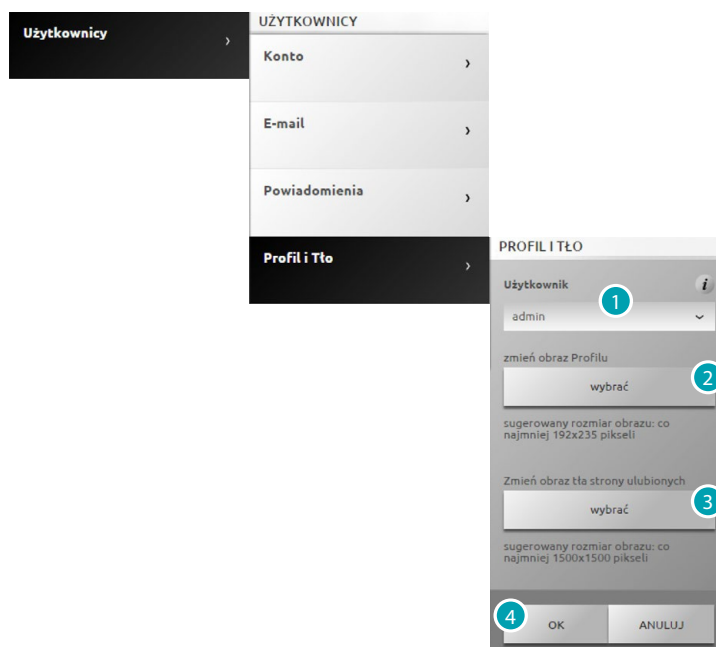 Użytkownicy
UŻYTKOWNICY
Konto
E-mail
Powiadomienia
Profil i Tło
PROFIL I TŁO
Użytkownik
i
1
admin
zmień obraz Profilu
wybrać
2
sugerowany rozmiar obrazu: co
najmniej 192x235 pikseli
Zmień obraz tła strony ulubionych
wybrać
3
sugerowany rozmiar obrazu: co
najmniej 1500x1500 pikseli
4
OK
ANULUJ